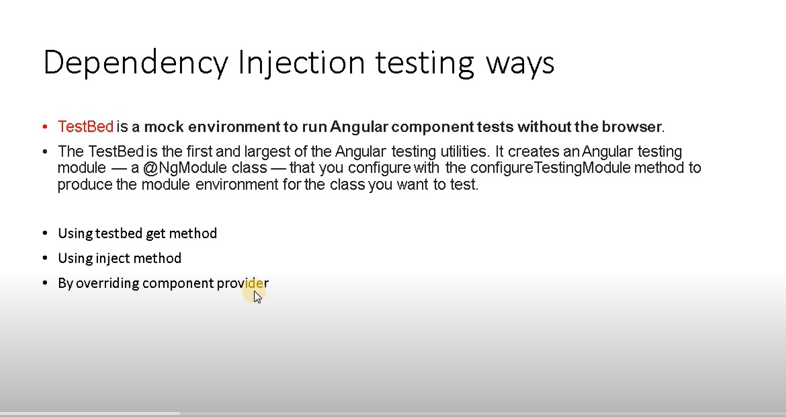 Dependency Injection testing ways
• TestBed is a mock environment to run Angular component tests without the browser.
• The TestBed is the first and largest of the Angular testing utilities. It creates an Angular testing
module — a @NgModule class — that you configure with the configureTestingModule method to
produce the module environment for the class you want to test.
• Using testbed get method
• Using inject method
• By overriding component provider